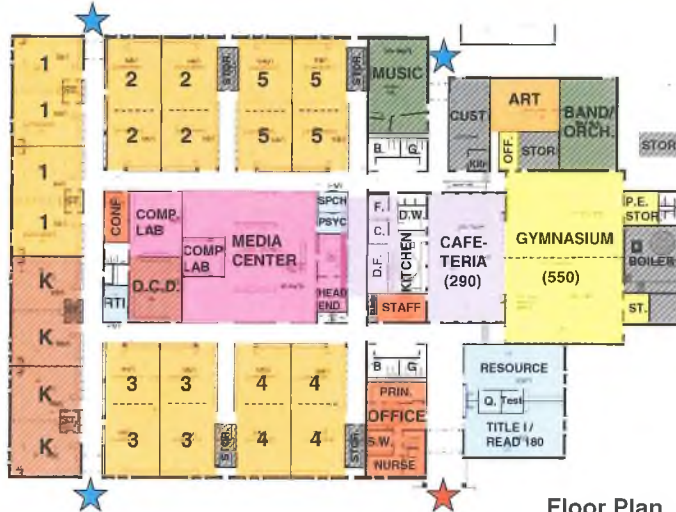 1
1
1
1
K
K
K
K
2
2
2
2
STOR.
5
5
5
5
STOR.
MUSIC
B.
G
CUST
ART
OFF.
STOR
BAND/
ORCH.
STOR
CONF
COMP.
LAB
COMP
LAB
MEDIA
CENTER
D.C.D.
RTI
SPCH
PSYC
HEAD
END
F.
C.
D.F.
D.W.
KITCHEN
STAFF
CAFE-
TERIA
(290)
GYMNASIUM
(550)
P.E.
STOR
BOILER
ST.
3
3
3
3
STOR.
4
4
4
4
STOR.
B
G
PRIN.
OFFICE
S.W.
NURSE
RESOURCE
Q.
Test
TITLE I /
READ 180
Floor Plan